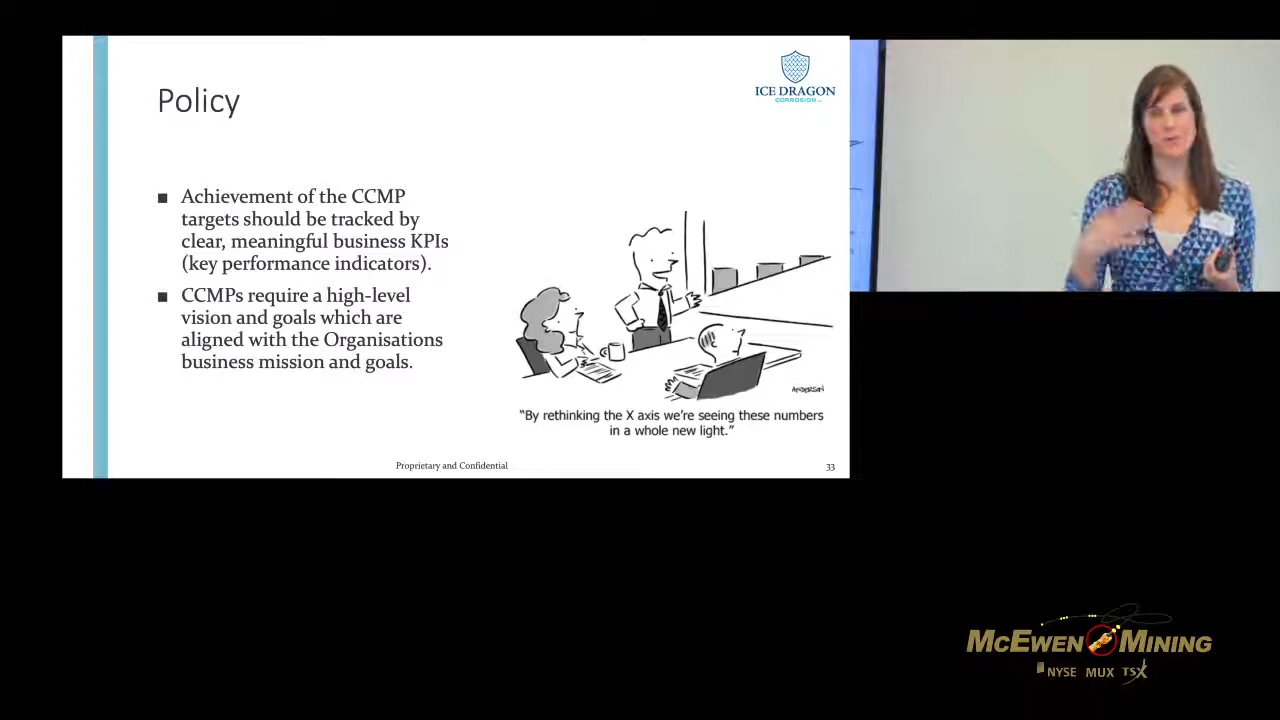 Policy
ICE DRAGON
CORROSION
■ Achievement of the CCMP
targets should be tracked by
clear, meaningful business KPIs
(key performance indicators).
■ CCMPs require a high-level
vision and goals which are
aligned with the Organisations
business mission and goals.
ANDERSON
“By rethinking the X axis we’re seeing these numbers
in a whole new light.”
Proprietary and Confidential
33
MCEWEN MINING
NYSE MUX TSX